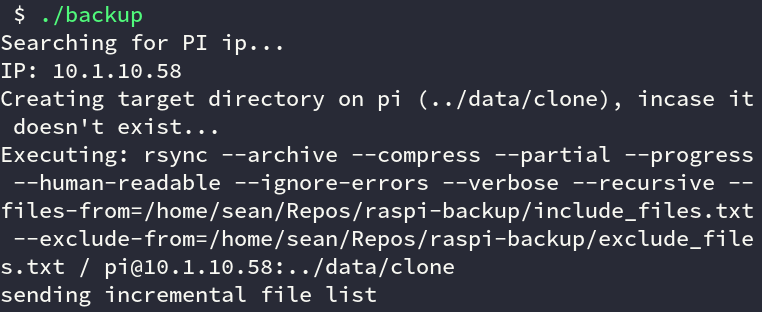 $ ./backup
Searching for PI ip...
IP: 10.1.10.58
Creating target directory on pi (../data/clone), incase it
doesn't exist...
Executing: rsync --archive --compress --partial --progress
--human-readable --ignore-errors --verbose --recursive --
files-from=/home/sean/Repos/raspi-backup/include_files.txt
--exclude-from=/home/sean/Repos/raspi-backup/exclude_file
s.txt / pi@10.1.10.58:../data/clone
sending incremental file list